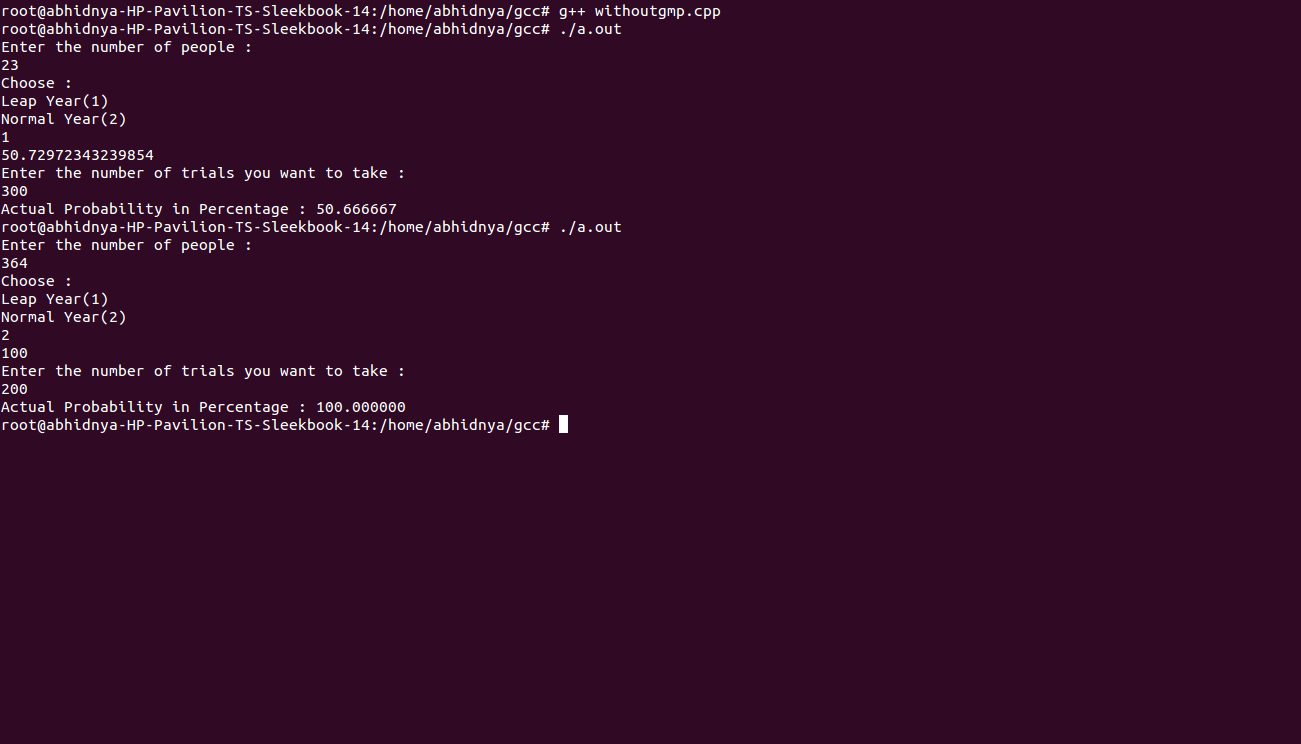 root@abhidnya-HP-Pavilion-TS-Sleekbook-14:/home/abhidnya/gcc# g++ withoutgmp.cpp
root@abhidnya-HP-Pavilion-TS-Sleekbook-14:/home/abhidnya/gcc# ./a.out
Enter the number of people :
23
Choose :
Leap Year(1)
Normal Year(2)
1
50.72972343239854
Enter the number of trials you want to take :
300
Actual Probability in Percentage : 50.666667
root@abhidnya-HP-Pavilion-TS-Sleekbook-14:/home/abhidnya/gcc# ./a.out
Enter the number of people :
364
Choose :
Leap Year(1)
Normal Year(2)
2
100
Enter the number of trials you want to take :
200
Actual Probability in Percentage : 100.000000
root@abhidnya-HP-Pavilion-TS-Sleekbook-14:/home/abhidnya/gcc#